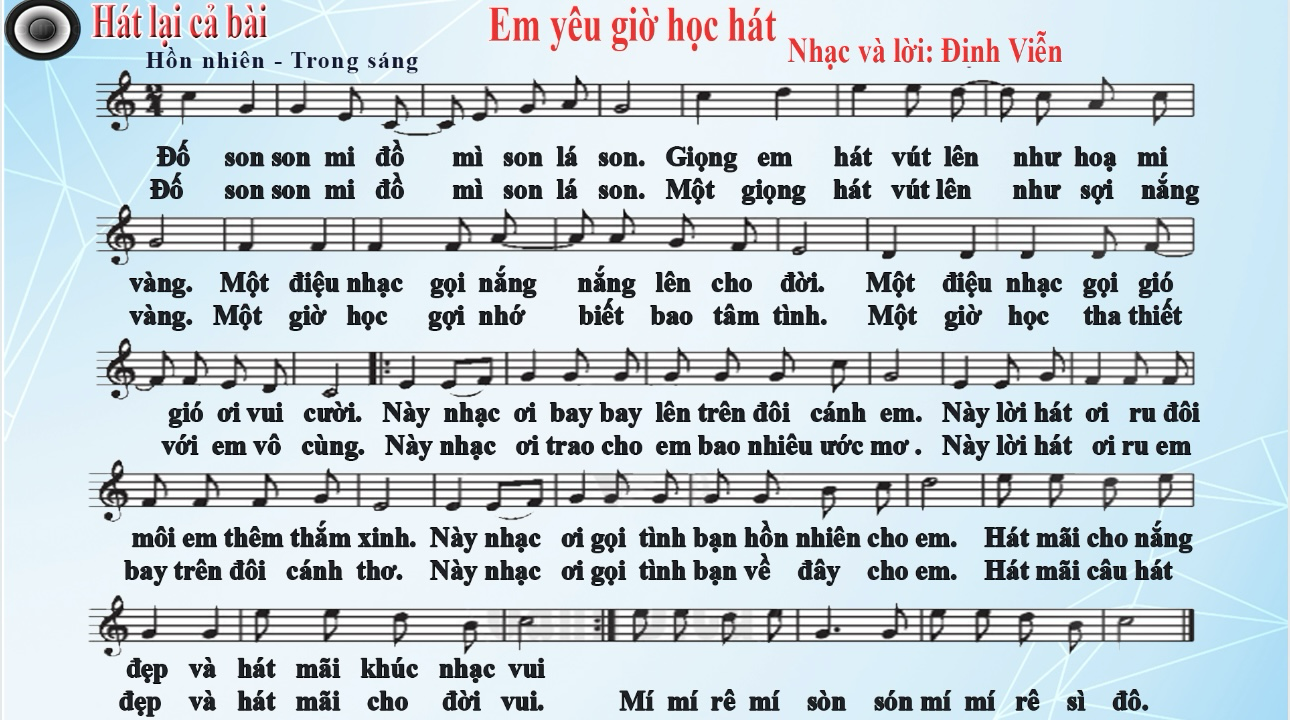 Hát lại cả bài
Em yêu giờ học hát
Nhạc và lời: Định Viễn
Hồn nhiên - Trong sáng
2
4
Đố son son mi đồ mì son lá son. Giọng em hát vút lên như hoạ mi
Đố son son mi đồ mì son lá son. Một giọng hát vút lên như sợi nắng
vàng. Một điệu nhạc gọi nắng nắng lên cho đời. Một điệu nhạc gọi gió
vàng. Một giờ học gợi nhớ biết bao tâm tình. Một giờ học tha thiết
gió ơi vui cười. Này nhạc ơi bay bay lên trên đôi cánh em. Này lời hát ơi ru đôi
với em vô cùng. Này nhạc ơi trao cho em bao nhiêu ước mơ . Này lời hát ơi ru em
môi em thêm thắm xinh. Này nhạc ơi gọi tình bạn hồn nhiên cho em. Hát mãi cho nắng
bay trên đôi cánh thơ. Này nhạc ơi gọi tình bạn về đây cho em. Hát mãi câu hát
đẹp và hát mãi khúc nhạc vui
đẹp và hát mãi cho đời vui. Mí mí rê mí sòn són mí mí rê sì đô.